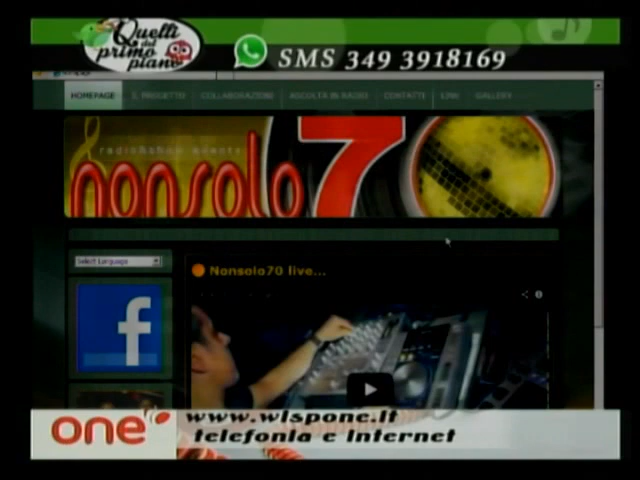 Quelli
del
primo
piano
SMS 349 3918169
HOMEPAGE IL PROGETTO COLLABORAZIONI ASCOLTA IN RADIO CONTATTI LINK GALLERY
nonsolo70
Select Language
f
Nonsolo70 live...
one
www.wispone.it
telefonia e internet